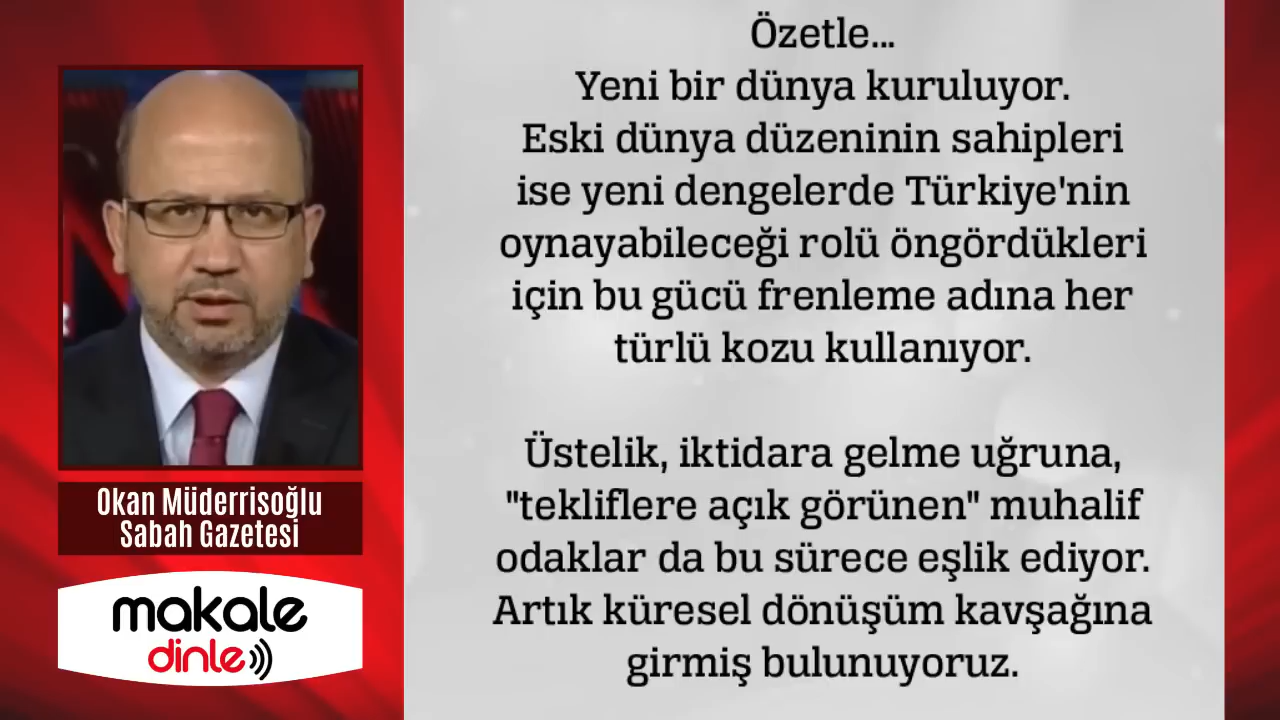 Özetle...
Yeni bir dünya kuruluyor.
Eski dünya düzeninin sahipleri
ise yeni dengelerde Türkiye'nin
oynayabileceği rolü öngördükleri
için bu gücü frenleme adına her
türlü kozu kullanıyor.
Üstelik, iktidara gelme uğruna,
"tekliflere açık görünen" muhalif
odaklar da bu sürece eşlik ediyor.
Artık küresel dönüşüm kavşağına
girmiş bulunuyoruz.
Okan Müderrisoğlu
Sabah Gazetesi
makale
dinle